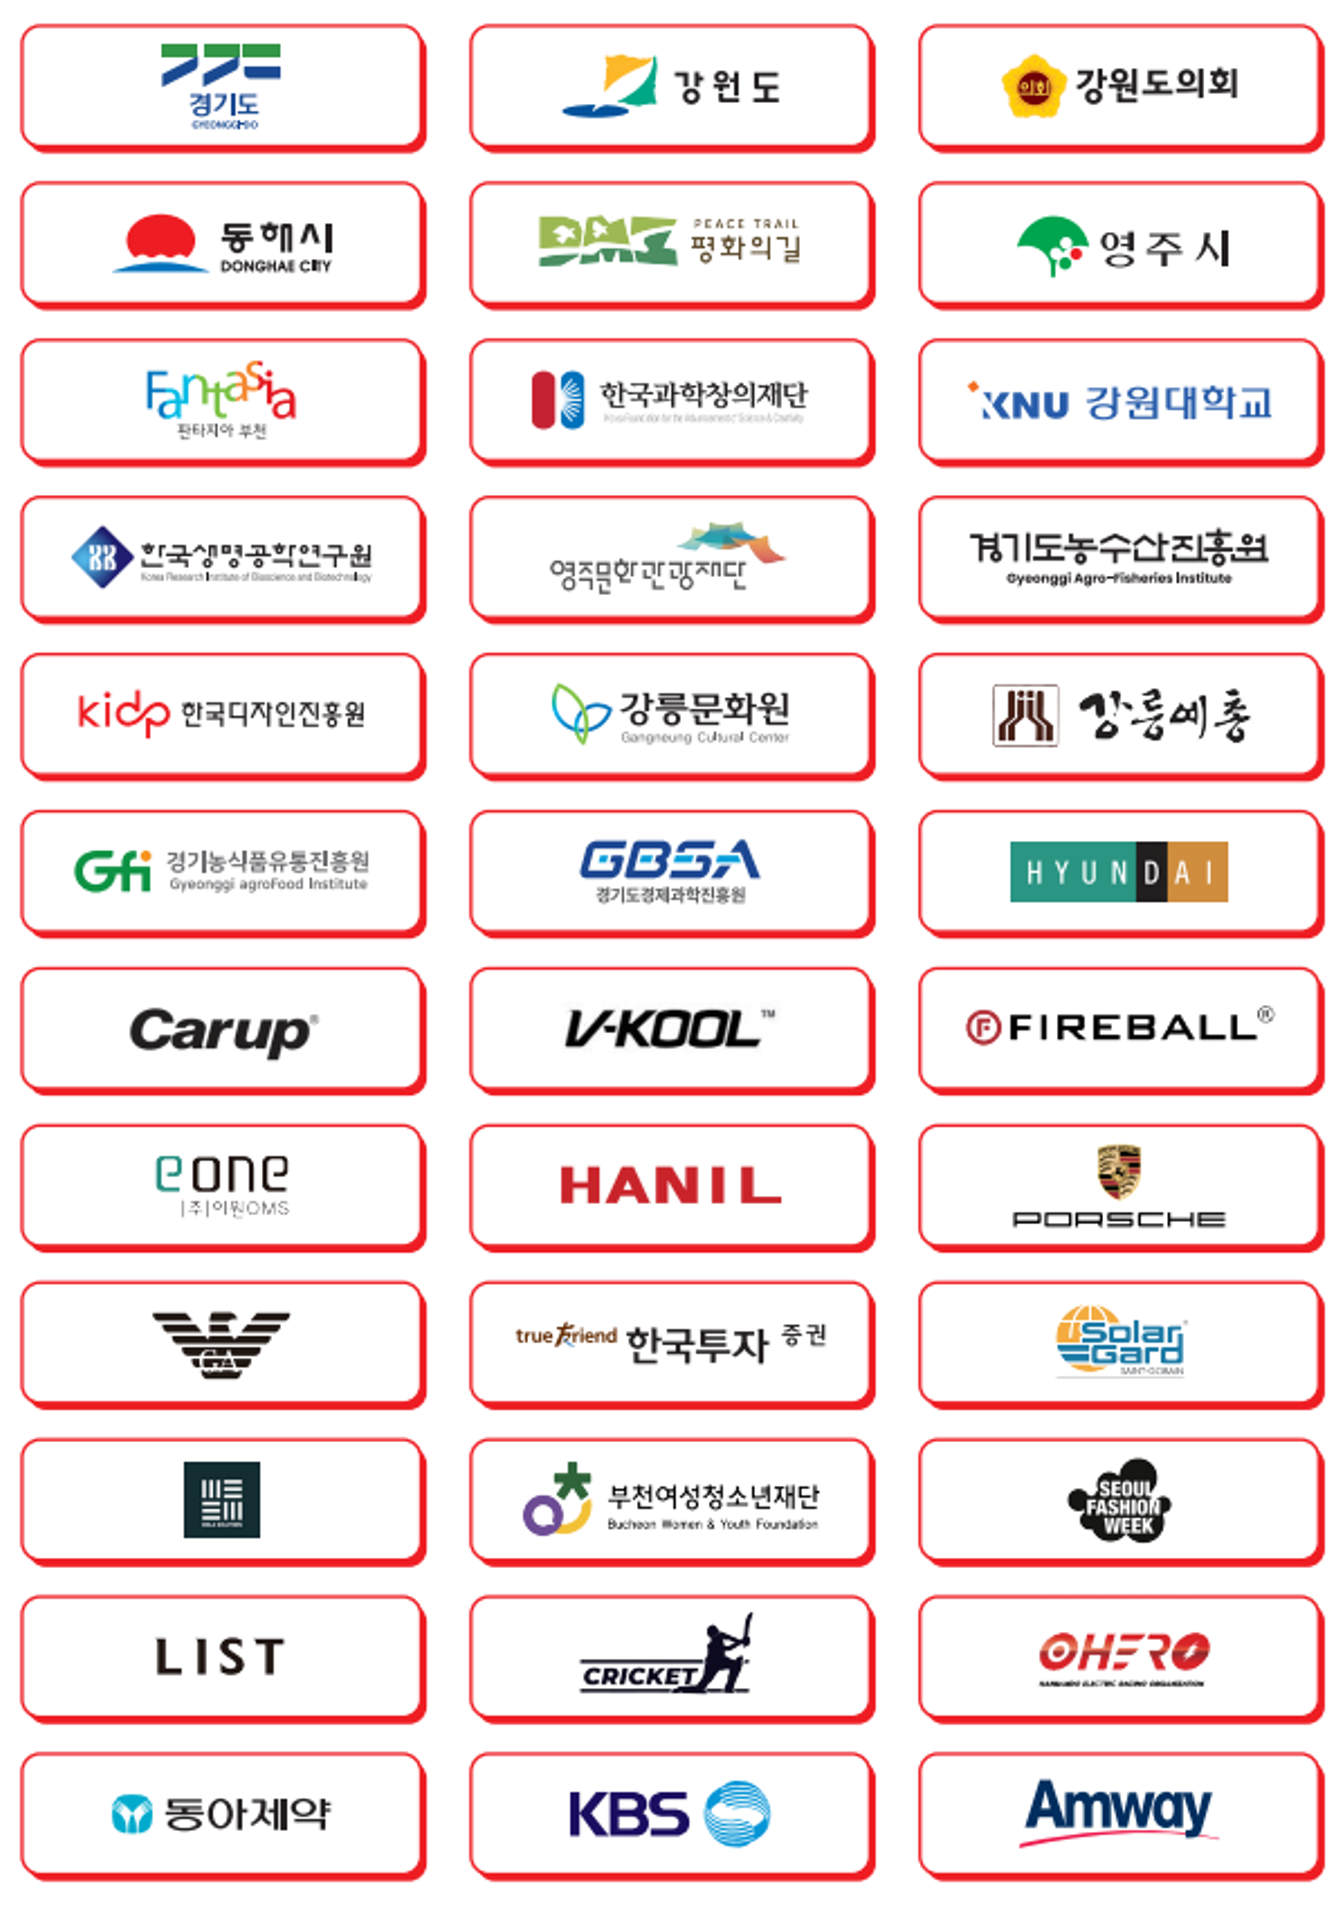 경기도
GYEONGGI-DO
강원도
의회
강원도의회
동해시
DONGHAE CITY
DMZ
PEACE TRAIL
평화의길
영주시
Fantasia
판타지아 부천
한국과학창의재단
Korea Foundation for the Advancement of Science & Creativity
KNU 강원대학교
한국생명공학연구원
Korea Research Institute of Bioscience and Biotechnology
영주문화관광재단
경기도농수산진흥원
Gyeonggi Agro-Fisheries Institute
kidp 한국디자인진흥원
강릉문화원
Gangneung Cultural Center
강릉예총
Gfi
경기농식품유통진흥원
Gyeonggi agroFood Institute
GBSA
경기도경제과학진흥원
HYUNDAI
Carup®
V-KOOL™
F FIREBALL®
eone
|주|이원OMS
HANIL
PORSCHE
GA
true Friend 한국투자 증권
Solar
Gard
SAINT-GOBAIN
부천여성청소년재단
Bucheon Women & Youth Foundation
SEOUL
FASHION
WEEK
LIST
CRICKET
OHERO
동아제약
KBS
Amway